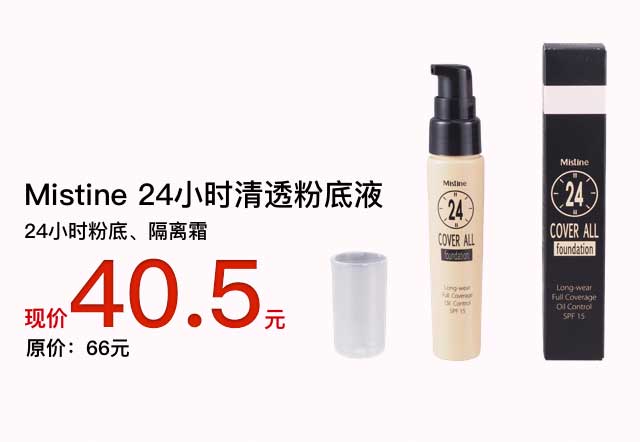 Mistine 24小时清透粉底液
24小时粉底、隔离霜
现价40.5元
原价：66元
Mistine
24
COVER ALL
foundation
Long-wear
Full Coverage
Oil Control
SPF 15
Mistine
24
COVER ALL
foundation
Long-wear
Full Coverage
Oil Control
SPF 15